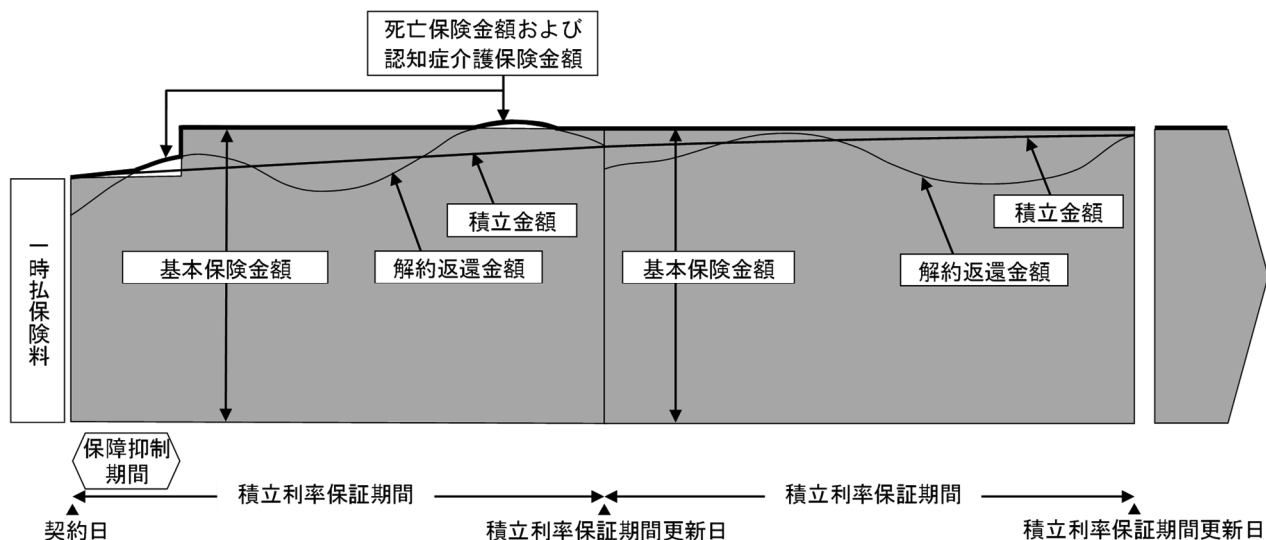 死亡保険金額および
認知症介護保険金額
一時払保険料
積立金額
積立金額
基本保険金額
解約返還金額
基本保険金額
解約返還金額
保障抑制
期間
積立利率保証期間
積立利率保証期間
契約日
積立利率保証期間更新日
積立利率保証期間更新日